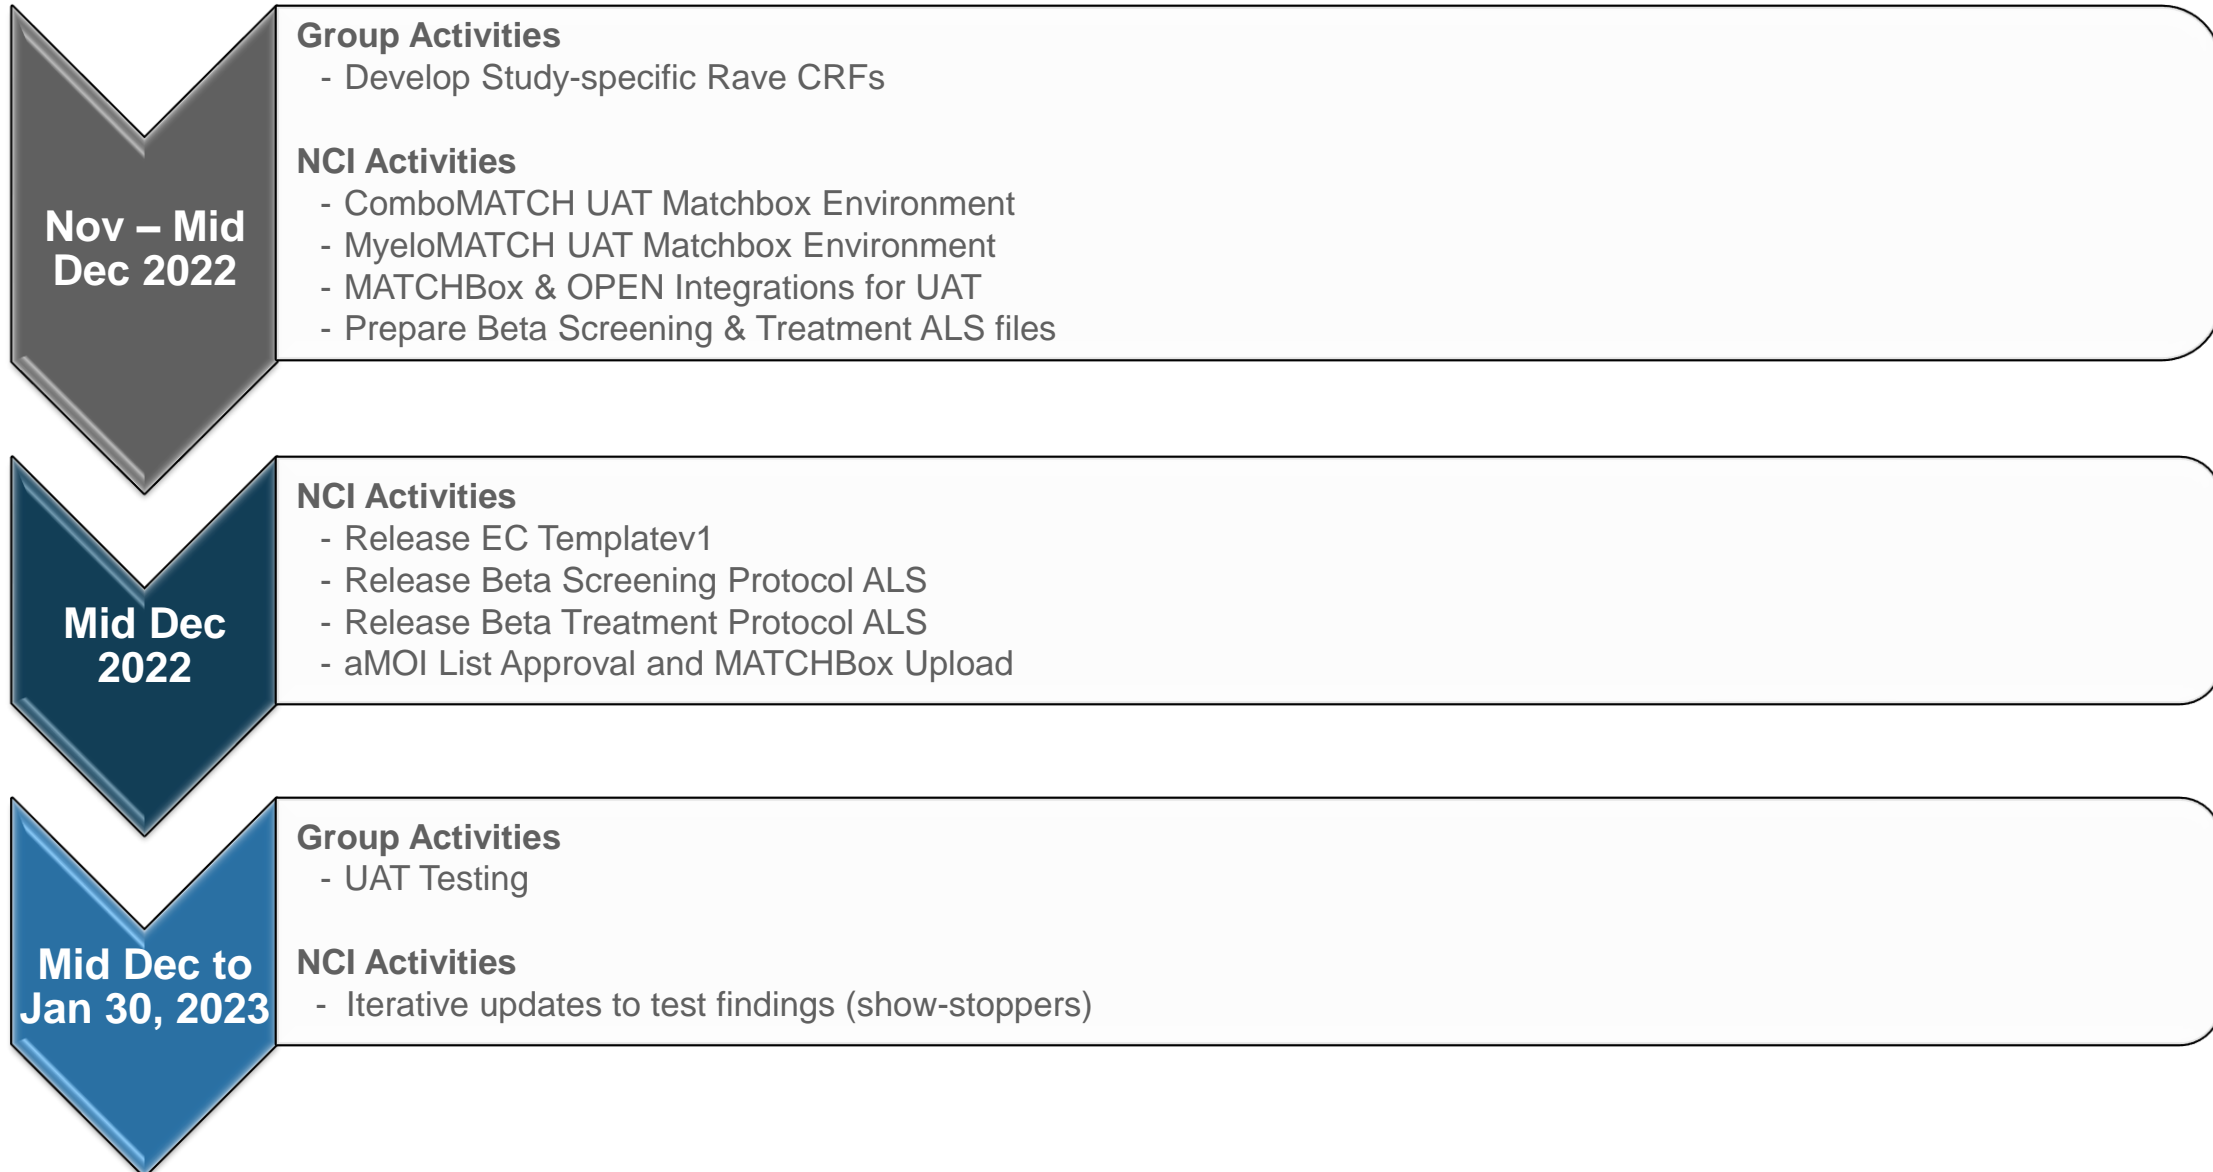 Nov – Mid
Dec 2022
Group Activities
- Develop Study-specific Rave CRFs
NCI Activities
- ComboMATCH UAT Matchbox Environment
- MyeloMATCH UAT Matchbox Environment
- MATCHBox & OPEN Integrations for UAT
- Prepare Beta Screening & Treatment ALS files
Mid Dec
2022
NCI Activities
- Release EC Templatev1
- Release Beta Screening Protocol ALS
- Release Beta Treatment Protocol ALS
- aMOI List Approval and MATCHBox Upload
Mid Dec to
Jan 30, 2023
Group Activities
- UAT Testing
NCI Activities
- Iterative updates to test findings (show-stoppers)